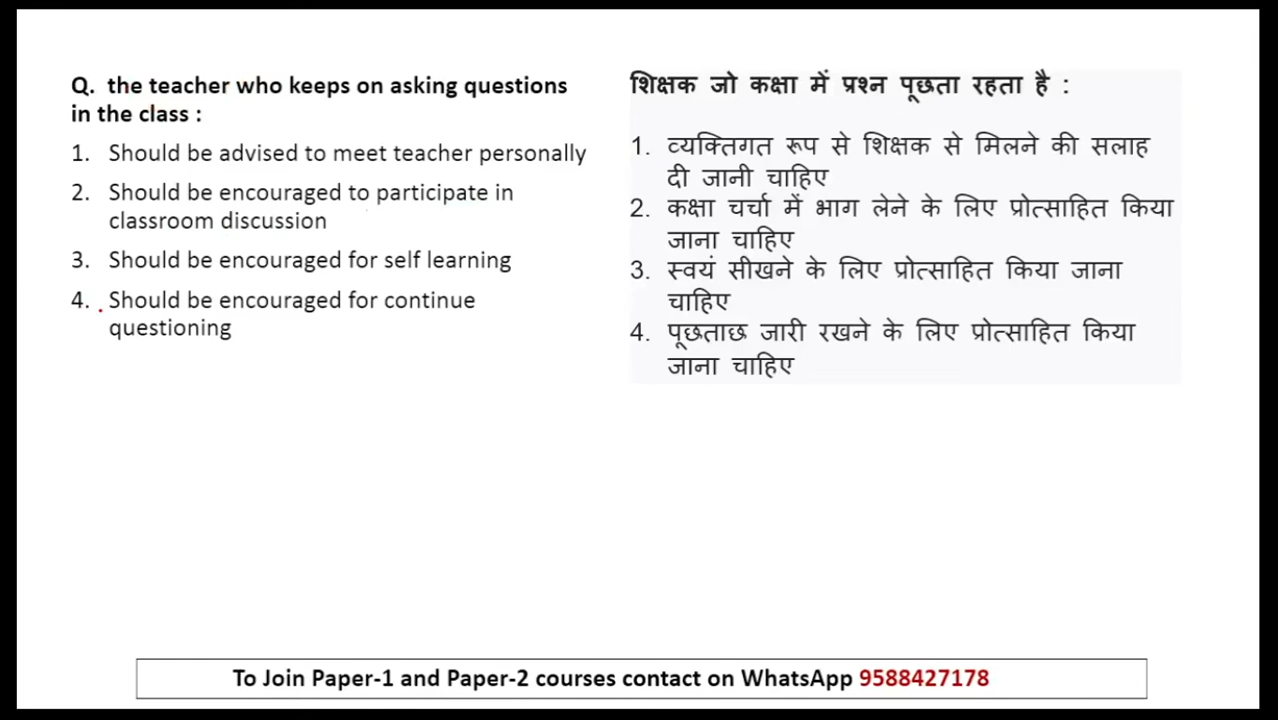 Q. the teacher who keeps on asking questions
in the class :
1. Should be advised to meet teacher personally
2. Should be encouraged to participate in
classroom discussion
3. Should be encouraged for self learning
4. Should be encouraged for continue
questioning
शिक्षक जो कक्षा में प्रश्न पूछता रहता है :
1. व्यक्तिगत रूप से शिक्षक से मिलने की सलाह
दी जानी चाहिए
2. कक्षा चर्चा में भाग लेने के लिए प्रोत्साहित किया
जाना चाहिए
3. स्वयं सीखने के लिए प्रोत्साहित किया जाना
चाहिए
4. पूछताछ जारी रखने के लिए प्रोत्साहित किया
जाना चाहिए
To Join Paper-1 and Paper-2 courses contact on WhatsApp 9588427178